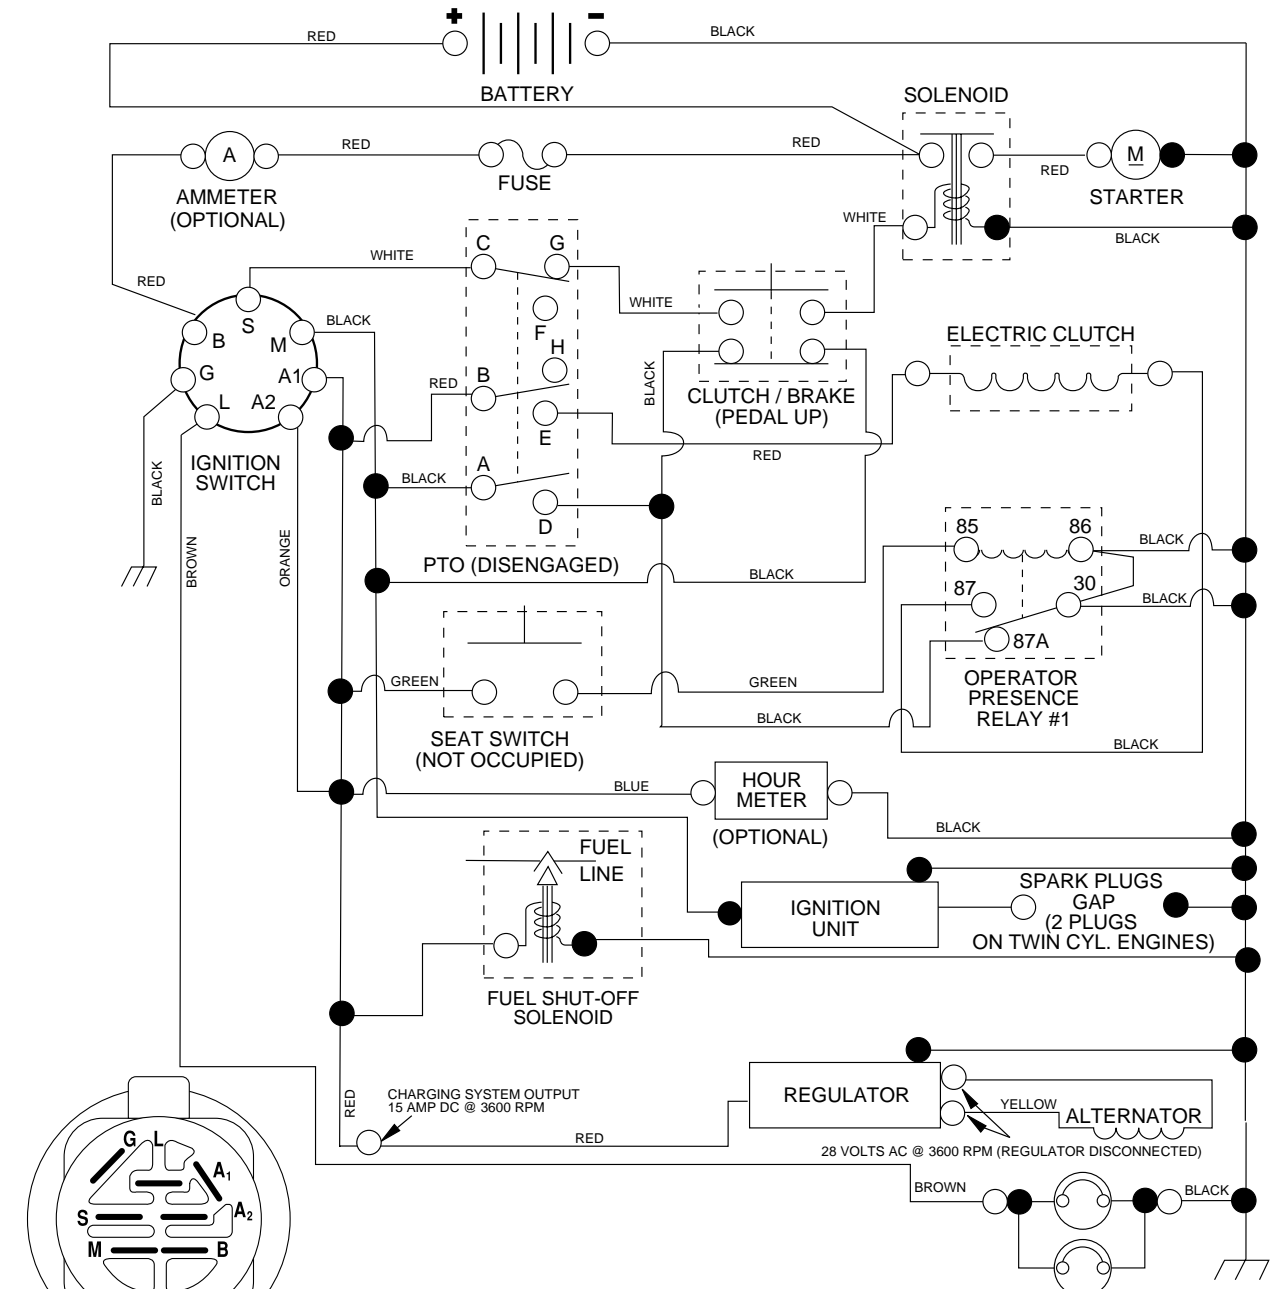 + -
RED
BLACK
BATTERY
SOLENOID
A
RED
RED
RED
M
FUSE
AMMETER
(OPTIONAL)
STARTER
WHITE
BLACK
C G
WHITE
RED
WHITE
F
S
BLACK
B
M
ELECTRIC CLUTCH
H
G
A1
RED
B
BLACK
CLUTCH / BRAKE
(PEDAL UP)
L
A2
E
RED
IGNITION
SWITCH
A
BLACK
BLACK
D
85 86
BLACK
BROWN
ORANGE
PTO (DISENGAGED)
BLACK
87 30
BLACK
87A
OPERATOR
PRESENCE
RELAY #1
GREEN
GREEN
BLACK
SEAT SWITCH
(NOT OCCUPIED)
BLACK
BLUE
HOUR
METER
(OPTIONAL)
BLACK
FUEL
LINE
IGNITION
UNIT
SPARK PLUGS
GAP
(2 PLUGS
ON TWIN CYL. ENGINES)
FUEL SHUT-OFF
SOLENOID
RED
CHARGING SYSTEM OUTPUT
15 AMP DC @ 3600 RPM
REGULATOR
YELLOW
ALTERNATOR
RED
28 VOLTS AC @ 3600 RPM (REGULATOR DISCONNECTED)
BROWN
BLACK
G L
A1
S
A2
M B